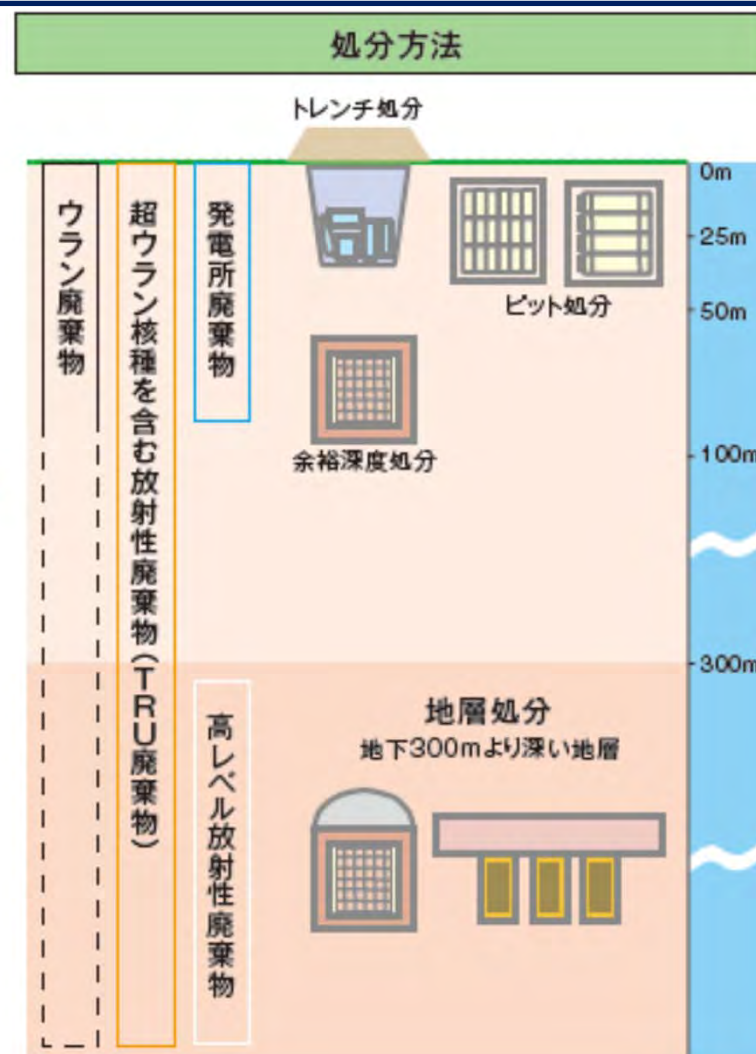 処分方法
トレンチ処分
ウラン廃棄物
超ウラン核種を含む放射性廃棄物(TRU廃棄物)
発電所廃棄物
ピット処分
余裕深度処分
0m
25m
50m
100m
300m
高レベル放射性廃棄物
地層処分
地下300mより深い地層